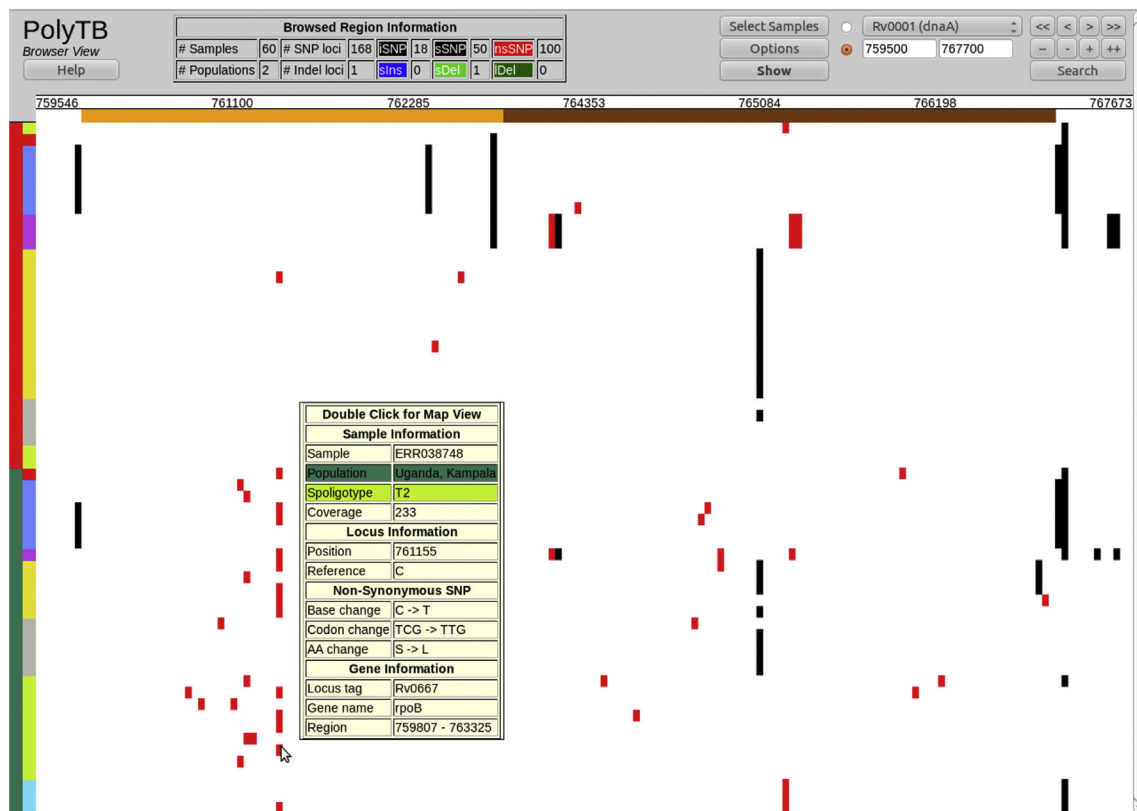 PolyTB
Browser View
Help
Browsed Region Information
# Samples 60 # SNP loci 168 iSNP 18 sSNP 50 nsSNP 100
# Populations 2 # Indel loci 1 sIns 0 sDel 1 lDel 0
Select Samples Rv0001 (dnaA) << < > >>
Options 759500 767700 -- - + ++
Show Search
759546 761100 762285 764353 765084 766198 767673
Double Click for Map View
Sample Information
Sample ERR038748
Population Uganda, Kampala
Spoligotype T2
Coverage 233
Locus Information
Position 761155
Reference C
Non-Synonymous SNP
Base change C -> T
Codon change TCG -> TTG
AA change S -> L
Gene Information
Locus tag Rv0667
Gene name rpoB
Region 759807 - 763325